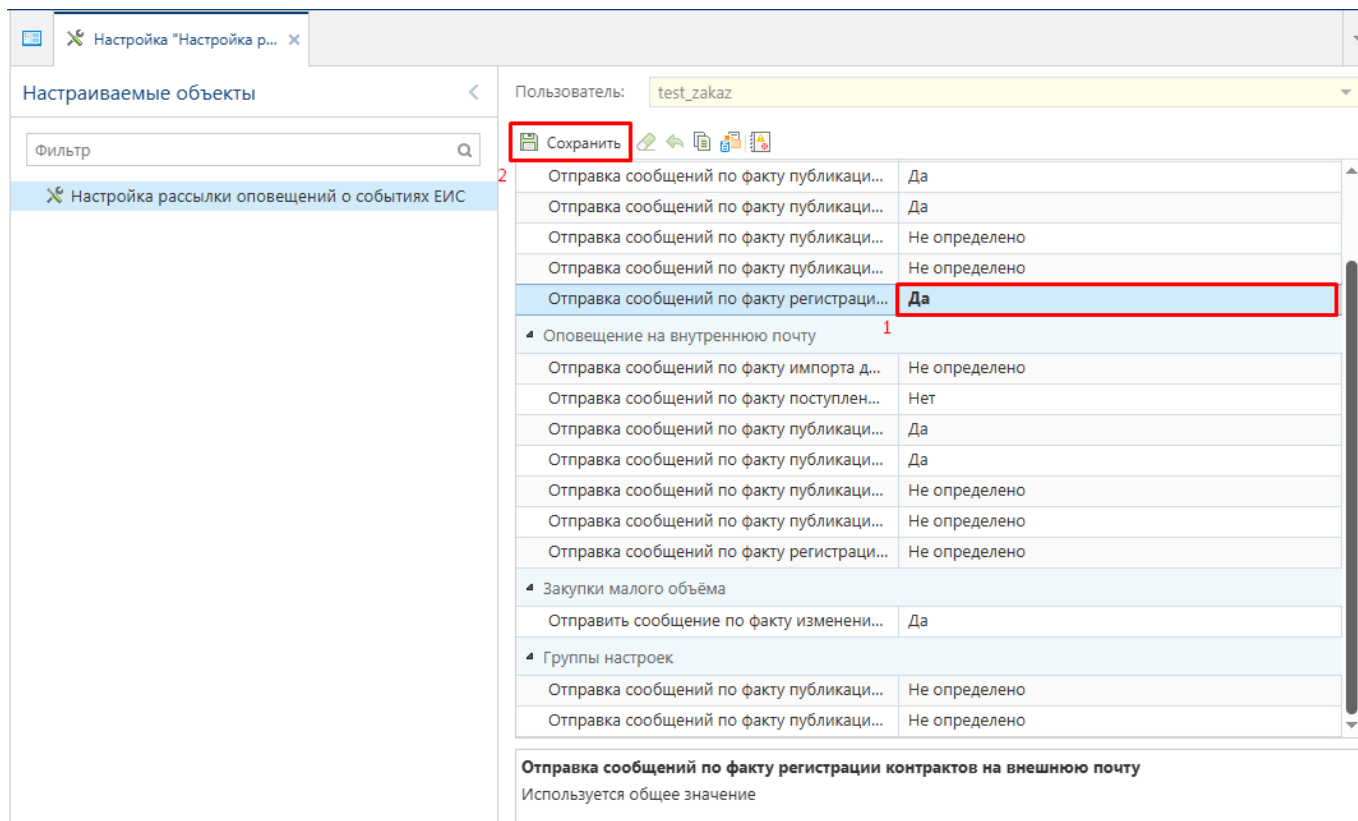 Настройка "Настройка р...
Настраиваемые объекты
Пользователь: test_zakaz
Фильтр
Сохранить
2
Настройка рассылки оповещений о событиях ЕИС
Отправка сообщений по факту публикаци... Да
Отправка сообщений по факту публикаци... Да
Отправка сообщений по факту публикаци... Не определено
Отправка сообщений по факту публикаци... Не определено
Отправка сообщений по факту регистраци... Да
1
Оповещение на внутреннюю почту
Отправка сообщений по факту импорта д... Не определено
Отправка сообщений по факту поступлен... Нет
Отправка сообщений по факту публикаци... Да
Отправка сообщений по факту публикаци... Да
Отправка сообщений по факту публикаци... Не определено
Отправка сообщений по факту публикаци... Не определено
Отправка сообщений по факту регистраци... Не определено
Закупки малого объёма
Отправить сообщение по факту изменени... Да
Группы настроек
Отправка сообщений по факту публикаци... Не определено
Отправка сообщений по факту публикаци... Не определено
Отправка сообщений по факту регистрации контрактов на внешнюю почту
Используется общее значение